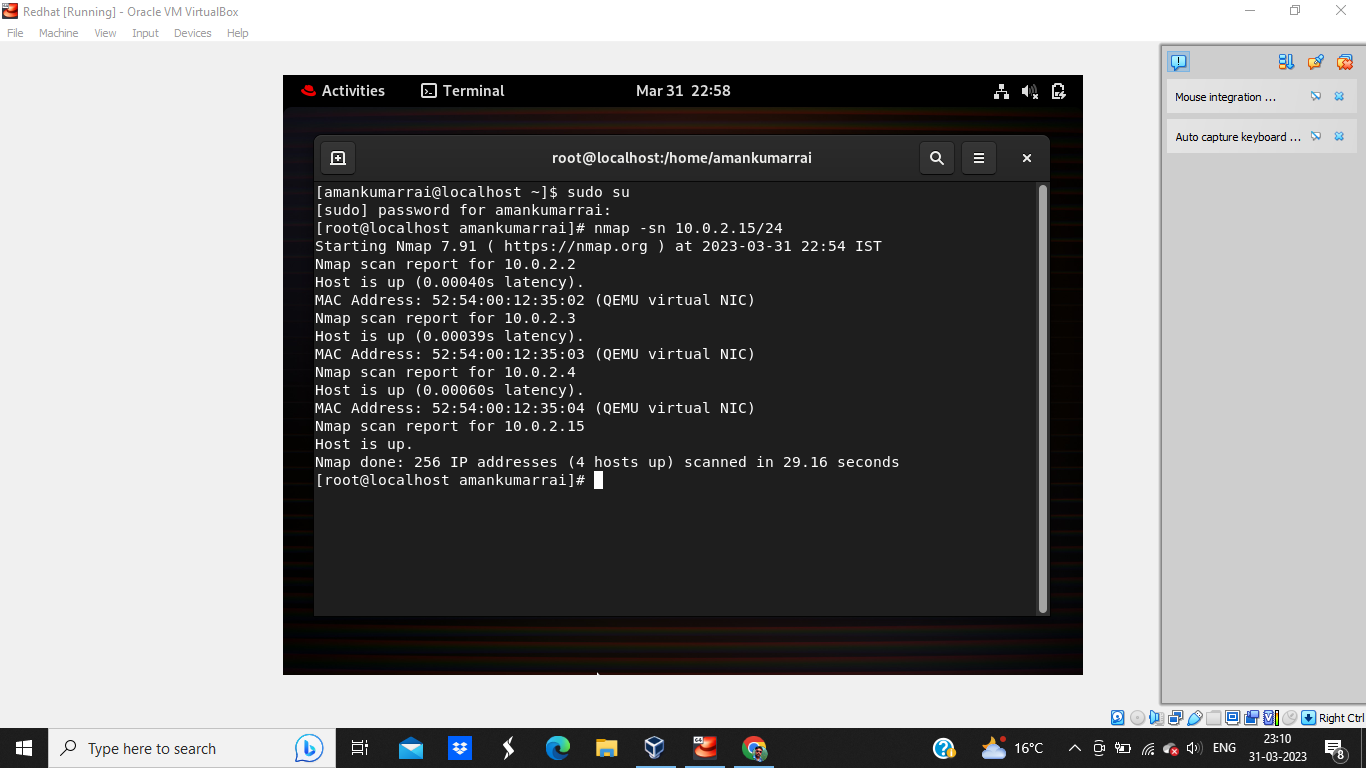 Redhat [Running] - Oracle VM VirtualBox
File Machine View Input Devices Help
Activities Terminal Mar 31 22:58
Mouse integration ...
Auto capture keyboard ...
root@localhost:/home/amankumarrai
[amankumarrai@localhost ~]$ sudo su
[sudo] password for amankumarrai:
[root@localhost amankumarrai]# nmap -sn 10.0.2.15/24
Starting Nmap 7.91 ( https://nmap.org ) at 2023-03-31 22:54 IST
Nmap scan report for 10.0.2.2
Host is up (0.00040s latency).
MAC Address: 52:54:00:12:35:02 (QEMU virtual NIC)
Nmap scan report for 10.0.2.3
Host is up (0.00039s latency).
MAC Address: 52:54:00:12:35:03 (QEMU virtual NIC)
Nmap scan report for 10.0.2.4
Host is up (0.00060s latency).
MAC Address: 52:54:00:12:35:04 (QEMU virtual NIC)
Nmap scan report for 10.0.2.15
Host is up.
Nmap done: 256 IP addresses (4 hosts up) scanned in 29.16 seconds
[root@localhost amankumarrai]#
Right Ctrl
Type here to search
16°C
ENG
23:10
31-03-2023
8